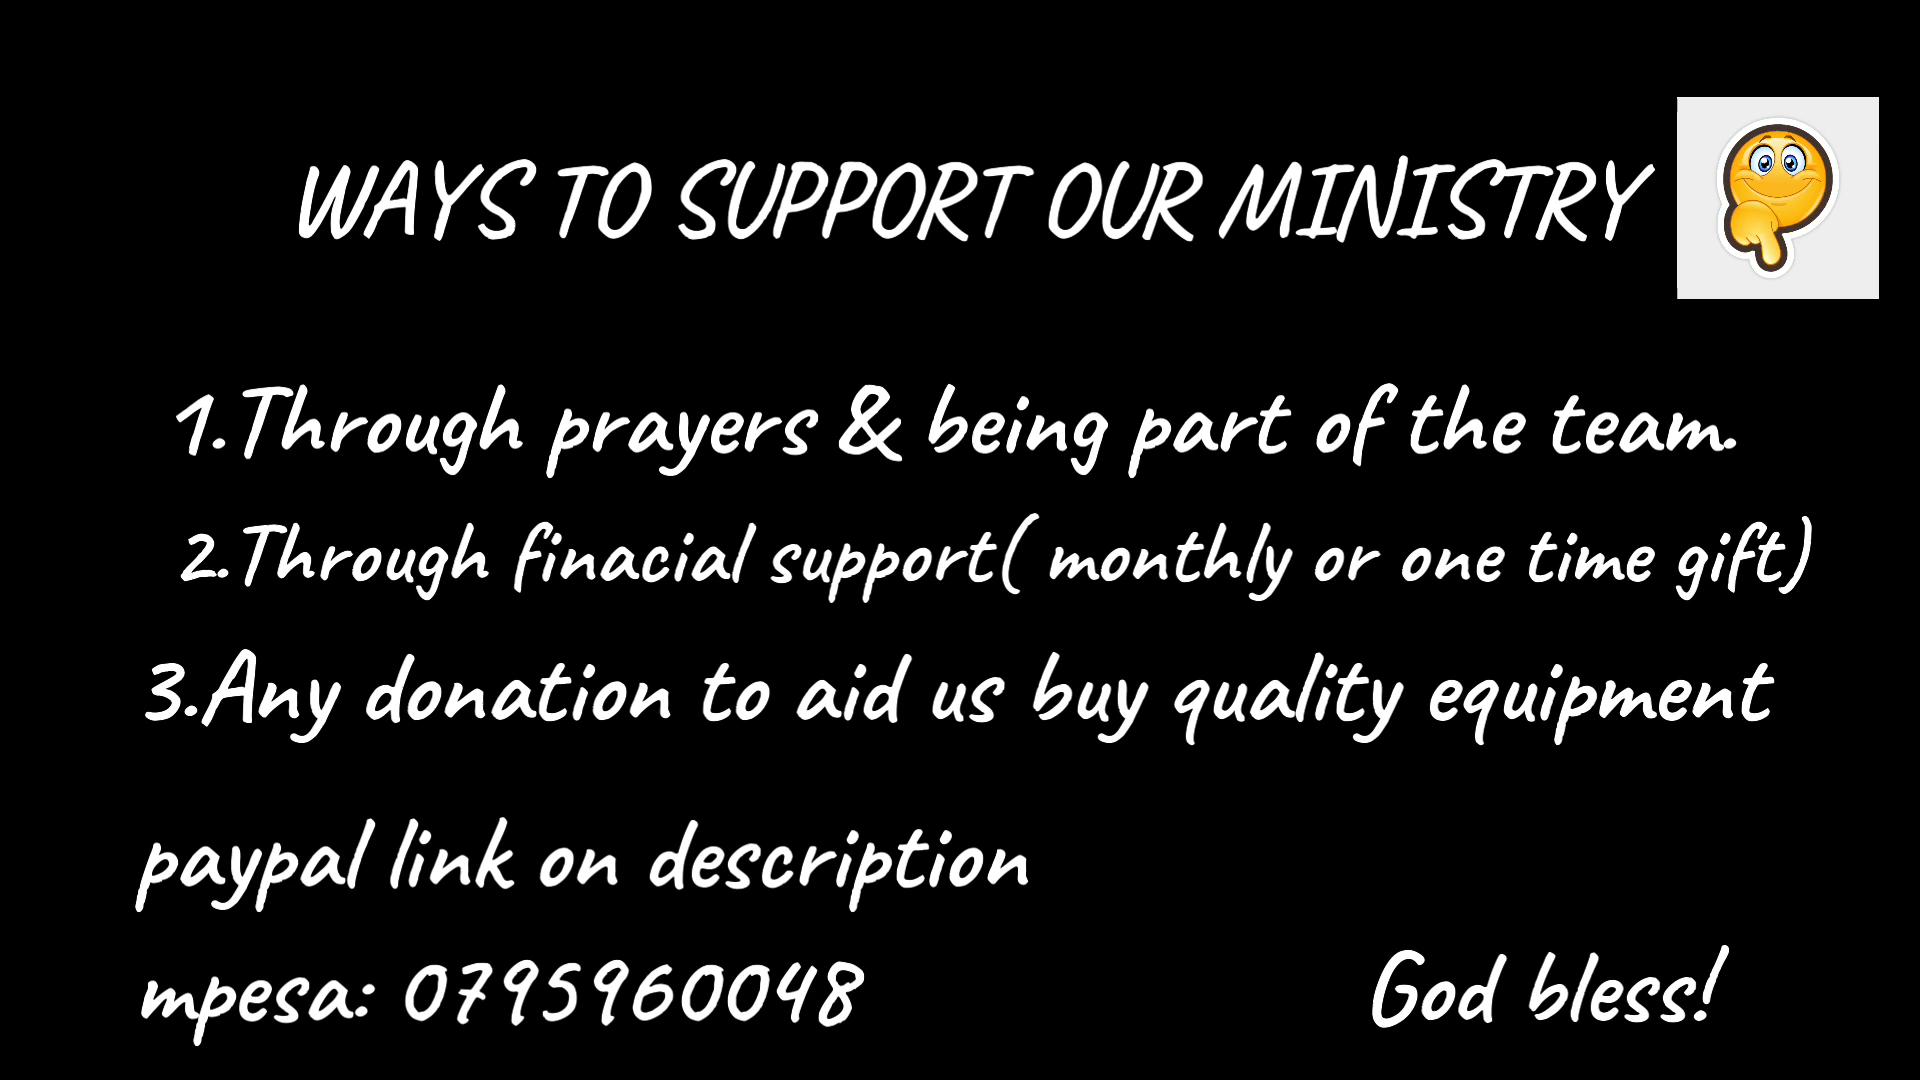 WAYS TO SUPPORT OUR MINISTRY
1.Through prayers & being part of the team.
2.Through finacial support( monthly or one time gift)
3.Any donation to aid us buy quality equipment
paypal link on description
mpesa: 0795960048
God bless!